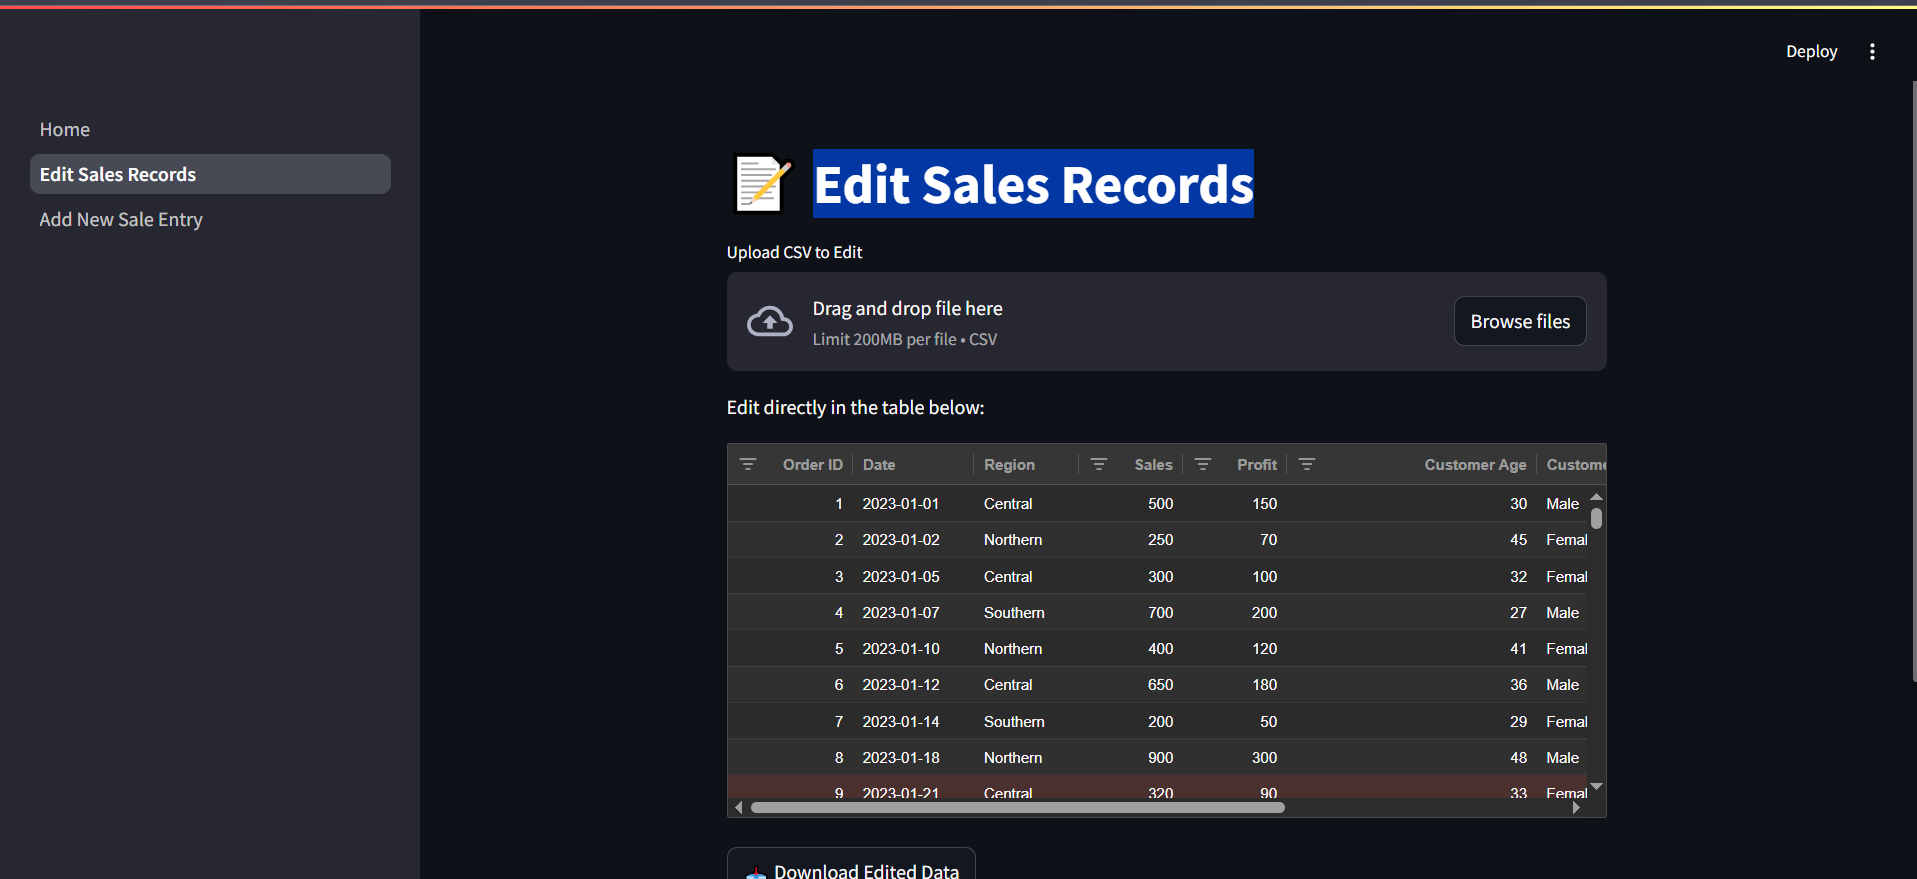 Deploy
Home
Edit Sales Records
Add New Sale Entry
Edit Sales Records
Upload CSV to Edit
Drag and drop file here
Limit 200MB per file • CSV
Browse files
Edit directly in the table below:
Order ID Date Region Sales Profit Customer Age Custome
1 2023-01-01 Central 500 150 30 Male
2 2023-01-02 Northern 250 70 45 Femal
3 2023-01-05 Central 300 100 32 Femal
4 2023-01-07 Southern 700 200 27 Male
5 2023-01-10 Northern 400 120 41 Femal
6 2023-01-12 Central 650 180 36 Male
7 2023-01-14 Southern 200 50 29 Femal
8 2023-01-18 Northern 900 300 48 Male
9 2023-01-21 Central 320 90 33 Femal
Download Edited Data